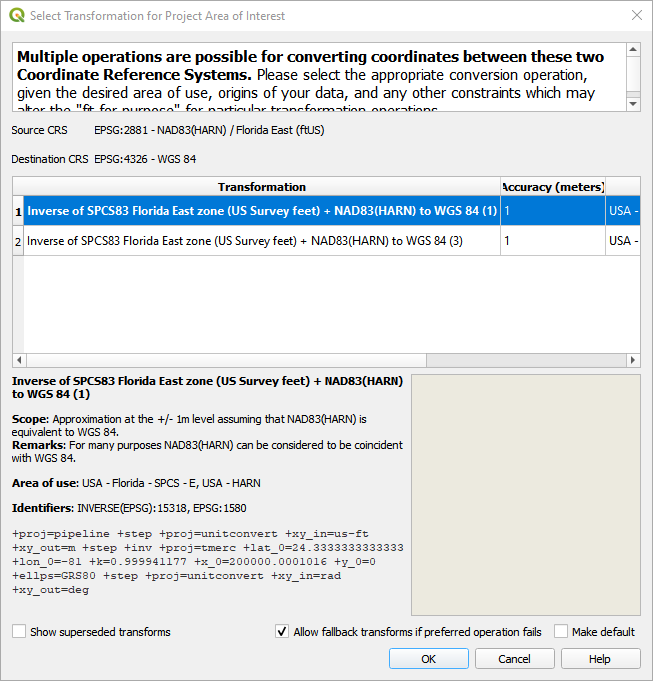 Select Transformation for Project Area of Interest
Multiple operations are possible for converting coordinates between these two
Coordinate Reference Systems. Please select the appropriate conversion operation,
given the desired area of use, origins of your data, and any other constraints which may
alter the "fit for purpose" for particular transformation operations.
Source CRS EPSG:2881 - NAD83(HARN) / Florida East (ftUS)
Destination CRS EPSG:4326 - WGS 84
Transformation Accuracy (meters)
1 Inverse of SPCS83 Florida East zone (US Survey feet) + NAD83(HARN) to WGS 84 (1) 1 USA -
2 Inverse of SPCS83 Florida East zone (US Survey feet) + NAD83(HARN) to WGS 84 (3) 1 USA -
Inverse of SPCS83 Florida East zone (US Survey feet) + NAD83(HARN)
to WGS 84 (1)
Scope: Approximation at the +/- 1m level assuming that NAD83(HARN) is
equivalent to WGS 84.
Remarks: For many purposes NAD83(HARN) can be considered to be coincident
with WGS 84.
Area of use: USA - Florida - SPCS - E, USA - HARN
Identifiers: INVERSE(EPSG):15318, EPSG:1580
+proj=pipeline +step +proj=unitconvert +xy_in=us-ft
+xy_out=m +step +inv +proj=tmerc +lat_0=24.3333333333333
+lon_0=-81 +k=0.999941177 +x_0=200000.0001016 +y_0=0
+ellps=GRS80 +step +proj=unitconvert +xy_in=rad
+xy_out=deg
Show superseded transforms
Allow fallback transforms if preferred operation fails
Make default
OK
Cancel
Help